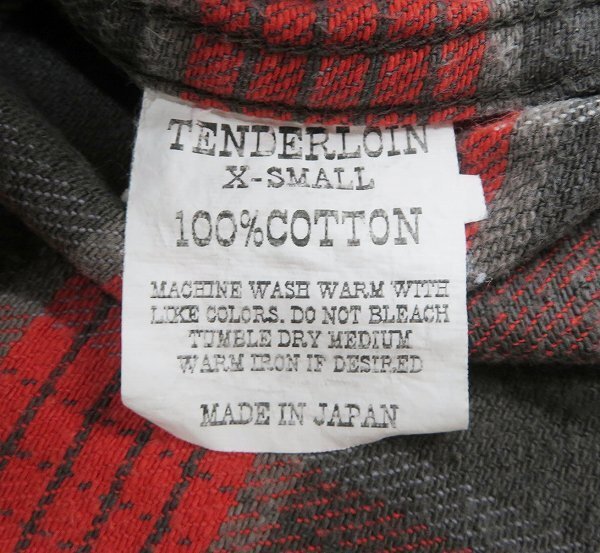 TENDERLOIN
X-SMALL
100%COTTON
MACHINE WASH WARM WITH
LIKE COLORS. DO NOT BLEACH
TUMBLE DRY MEDIUM
WARM IRON IF DESIRED
MADE IN JAPAN